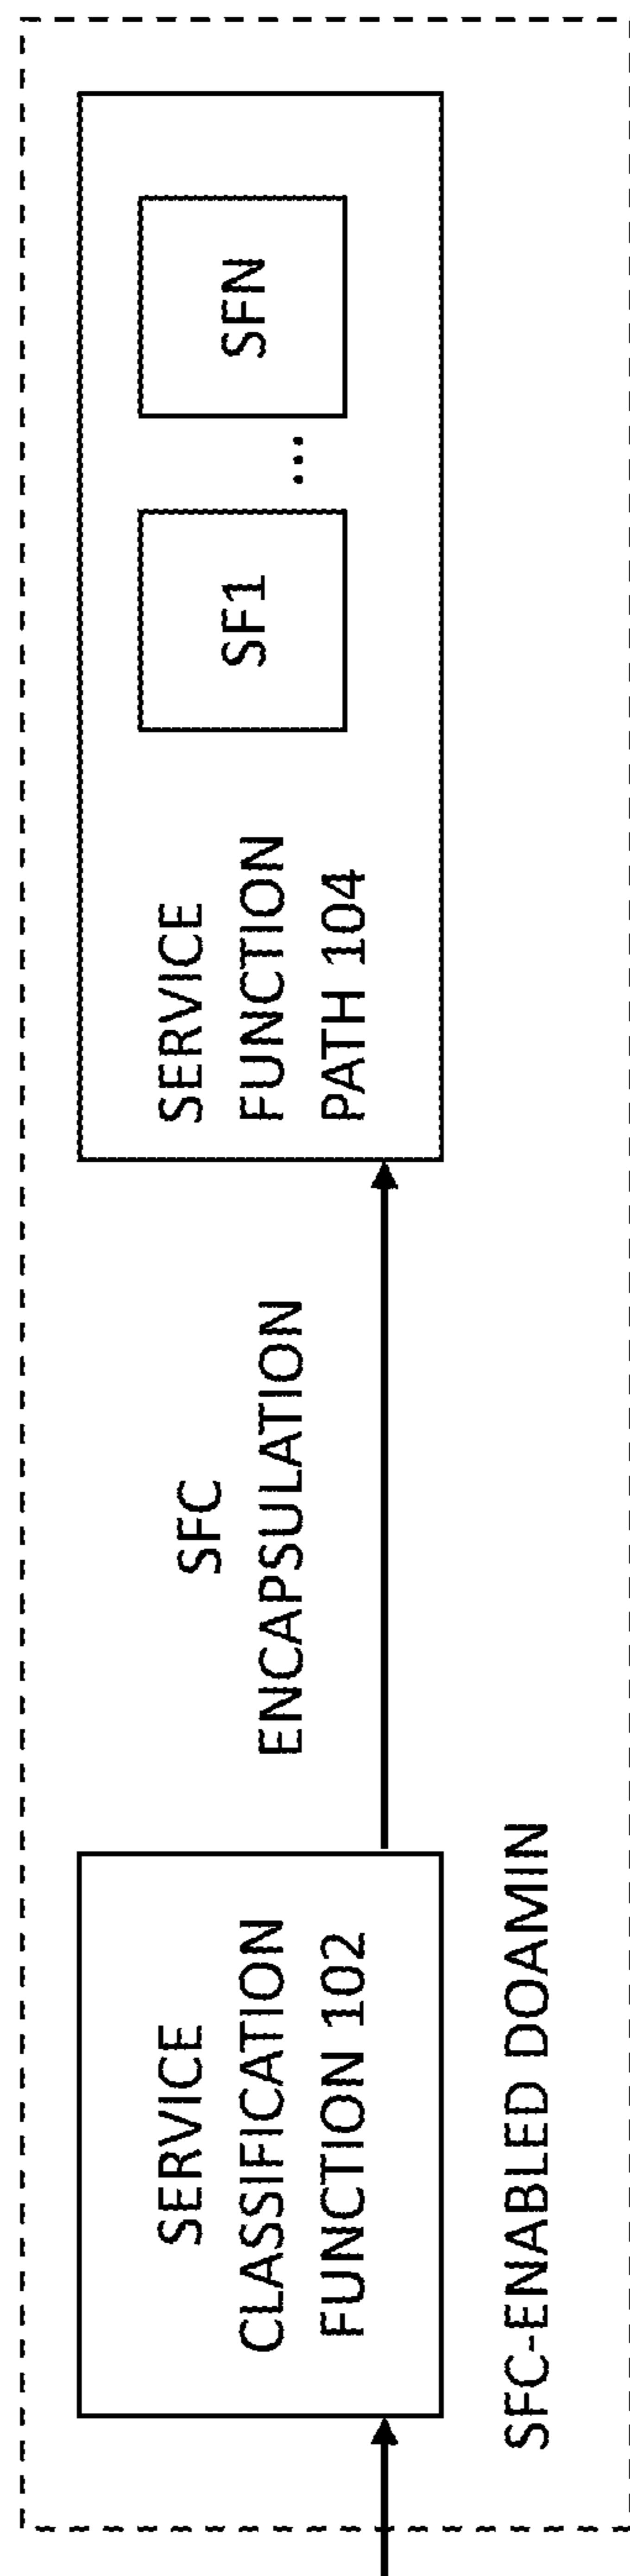 SERVICE
CLASSIFICATION
FUNCTION 102
SFC
ENCAPSULATION
SERVICE
FUNCTION
PATH 104
SF1
...
SFN
SFC-ENABLED DOAMIN